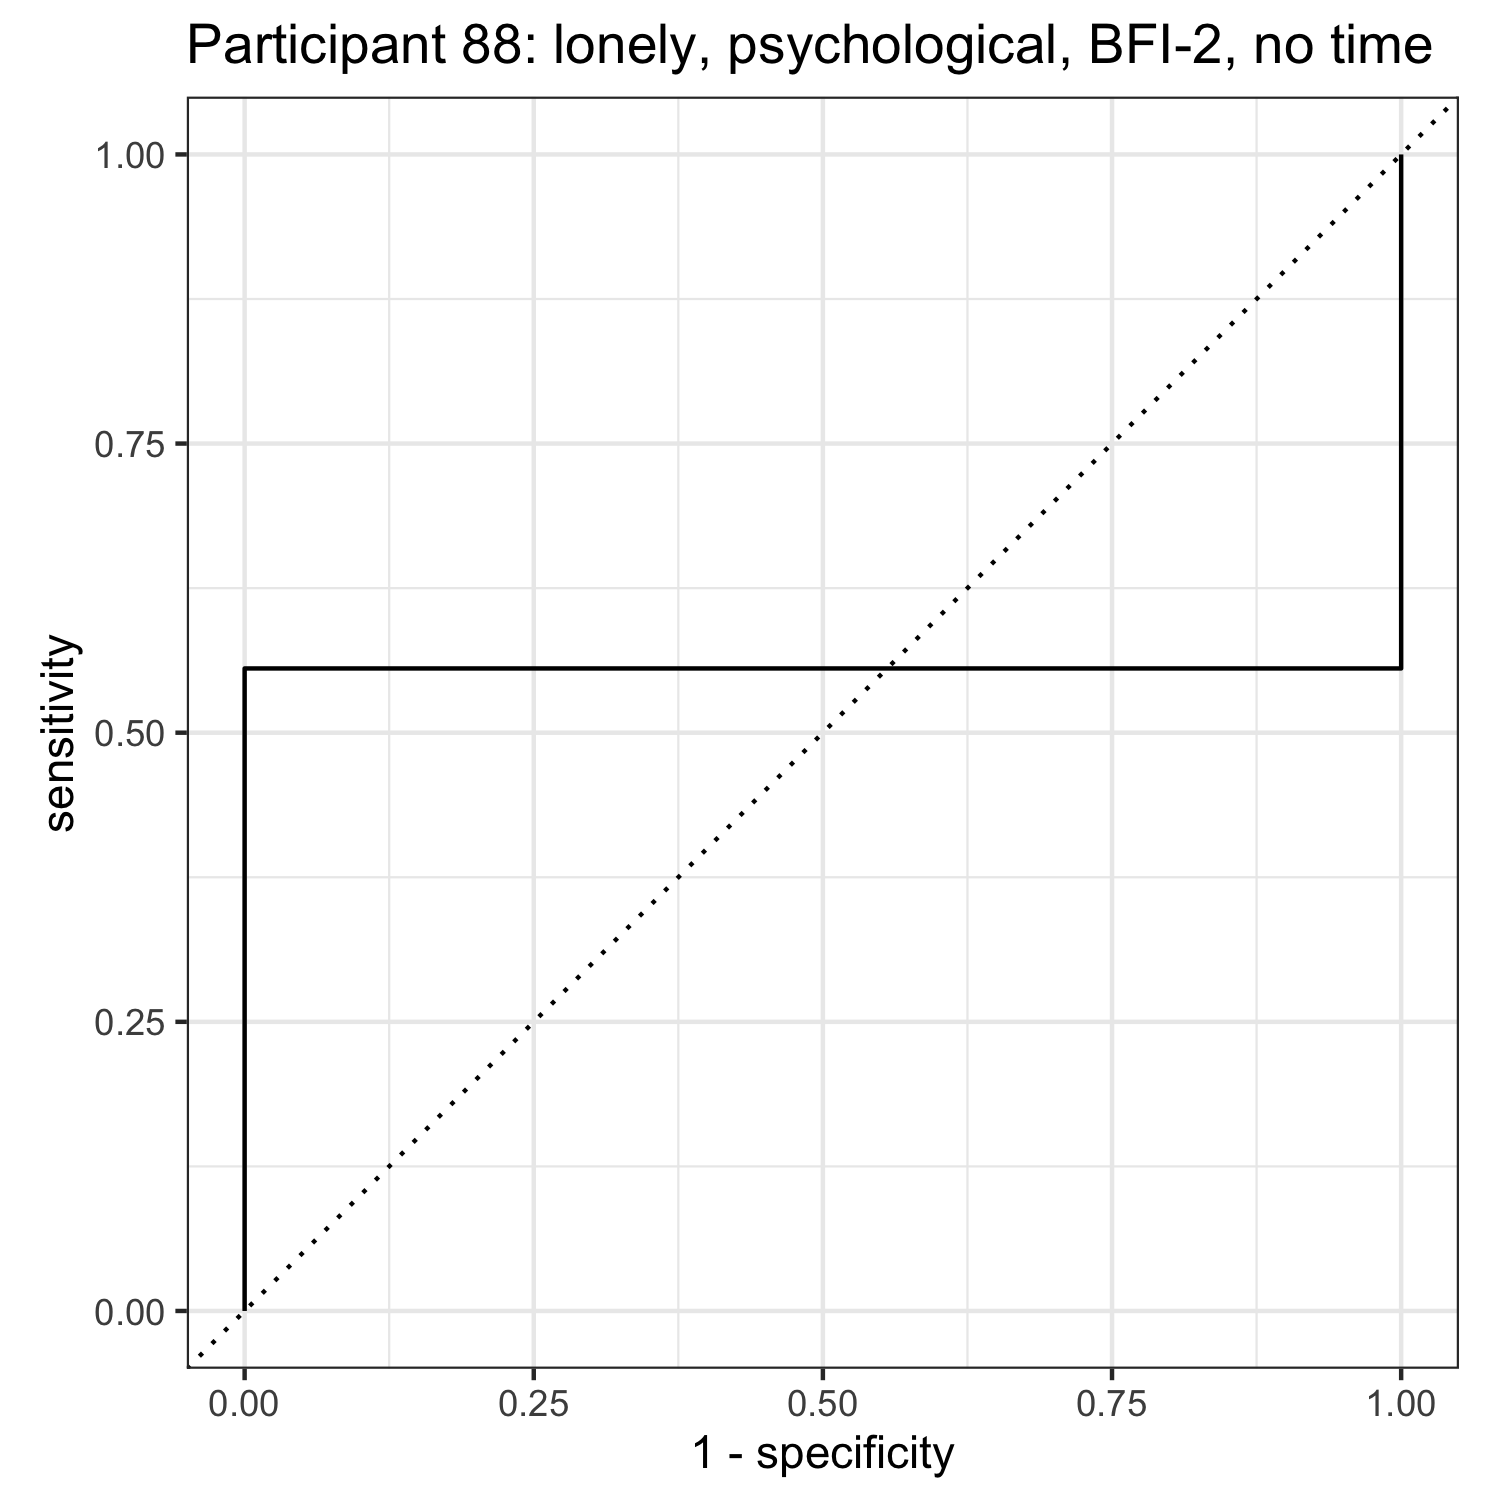 Participant 88: lonely, psychological, BFI-2, no time
1.00
0.75
0.50
0.25
0.00
sensitivity
0.00 0.25 0.50 0.75 1.00
1 - specificity